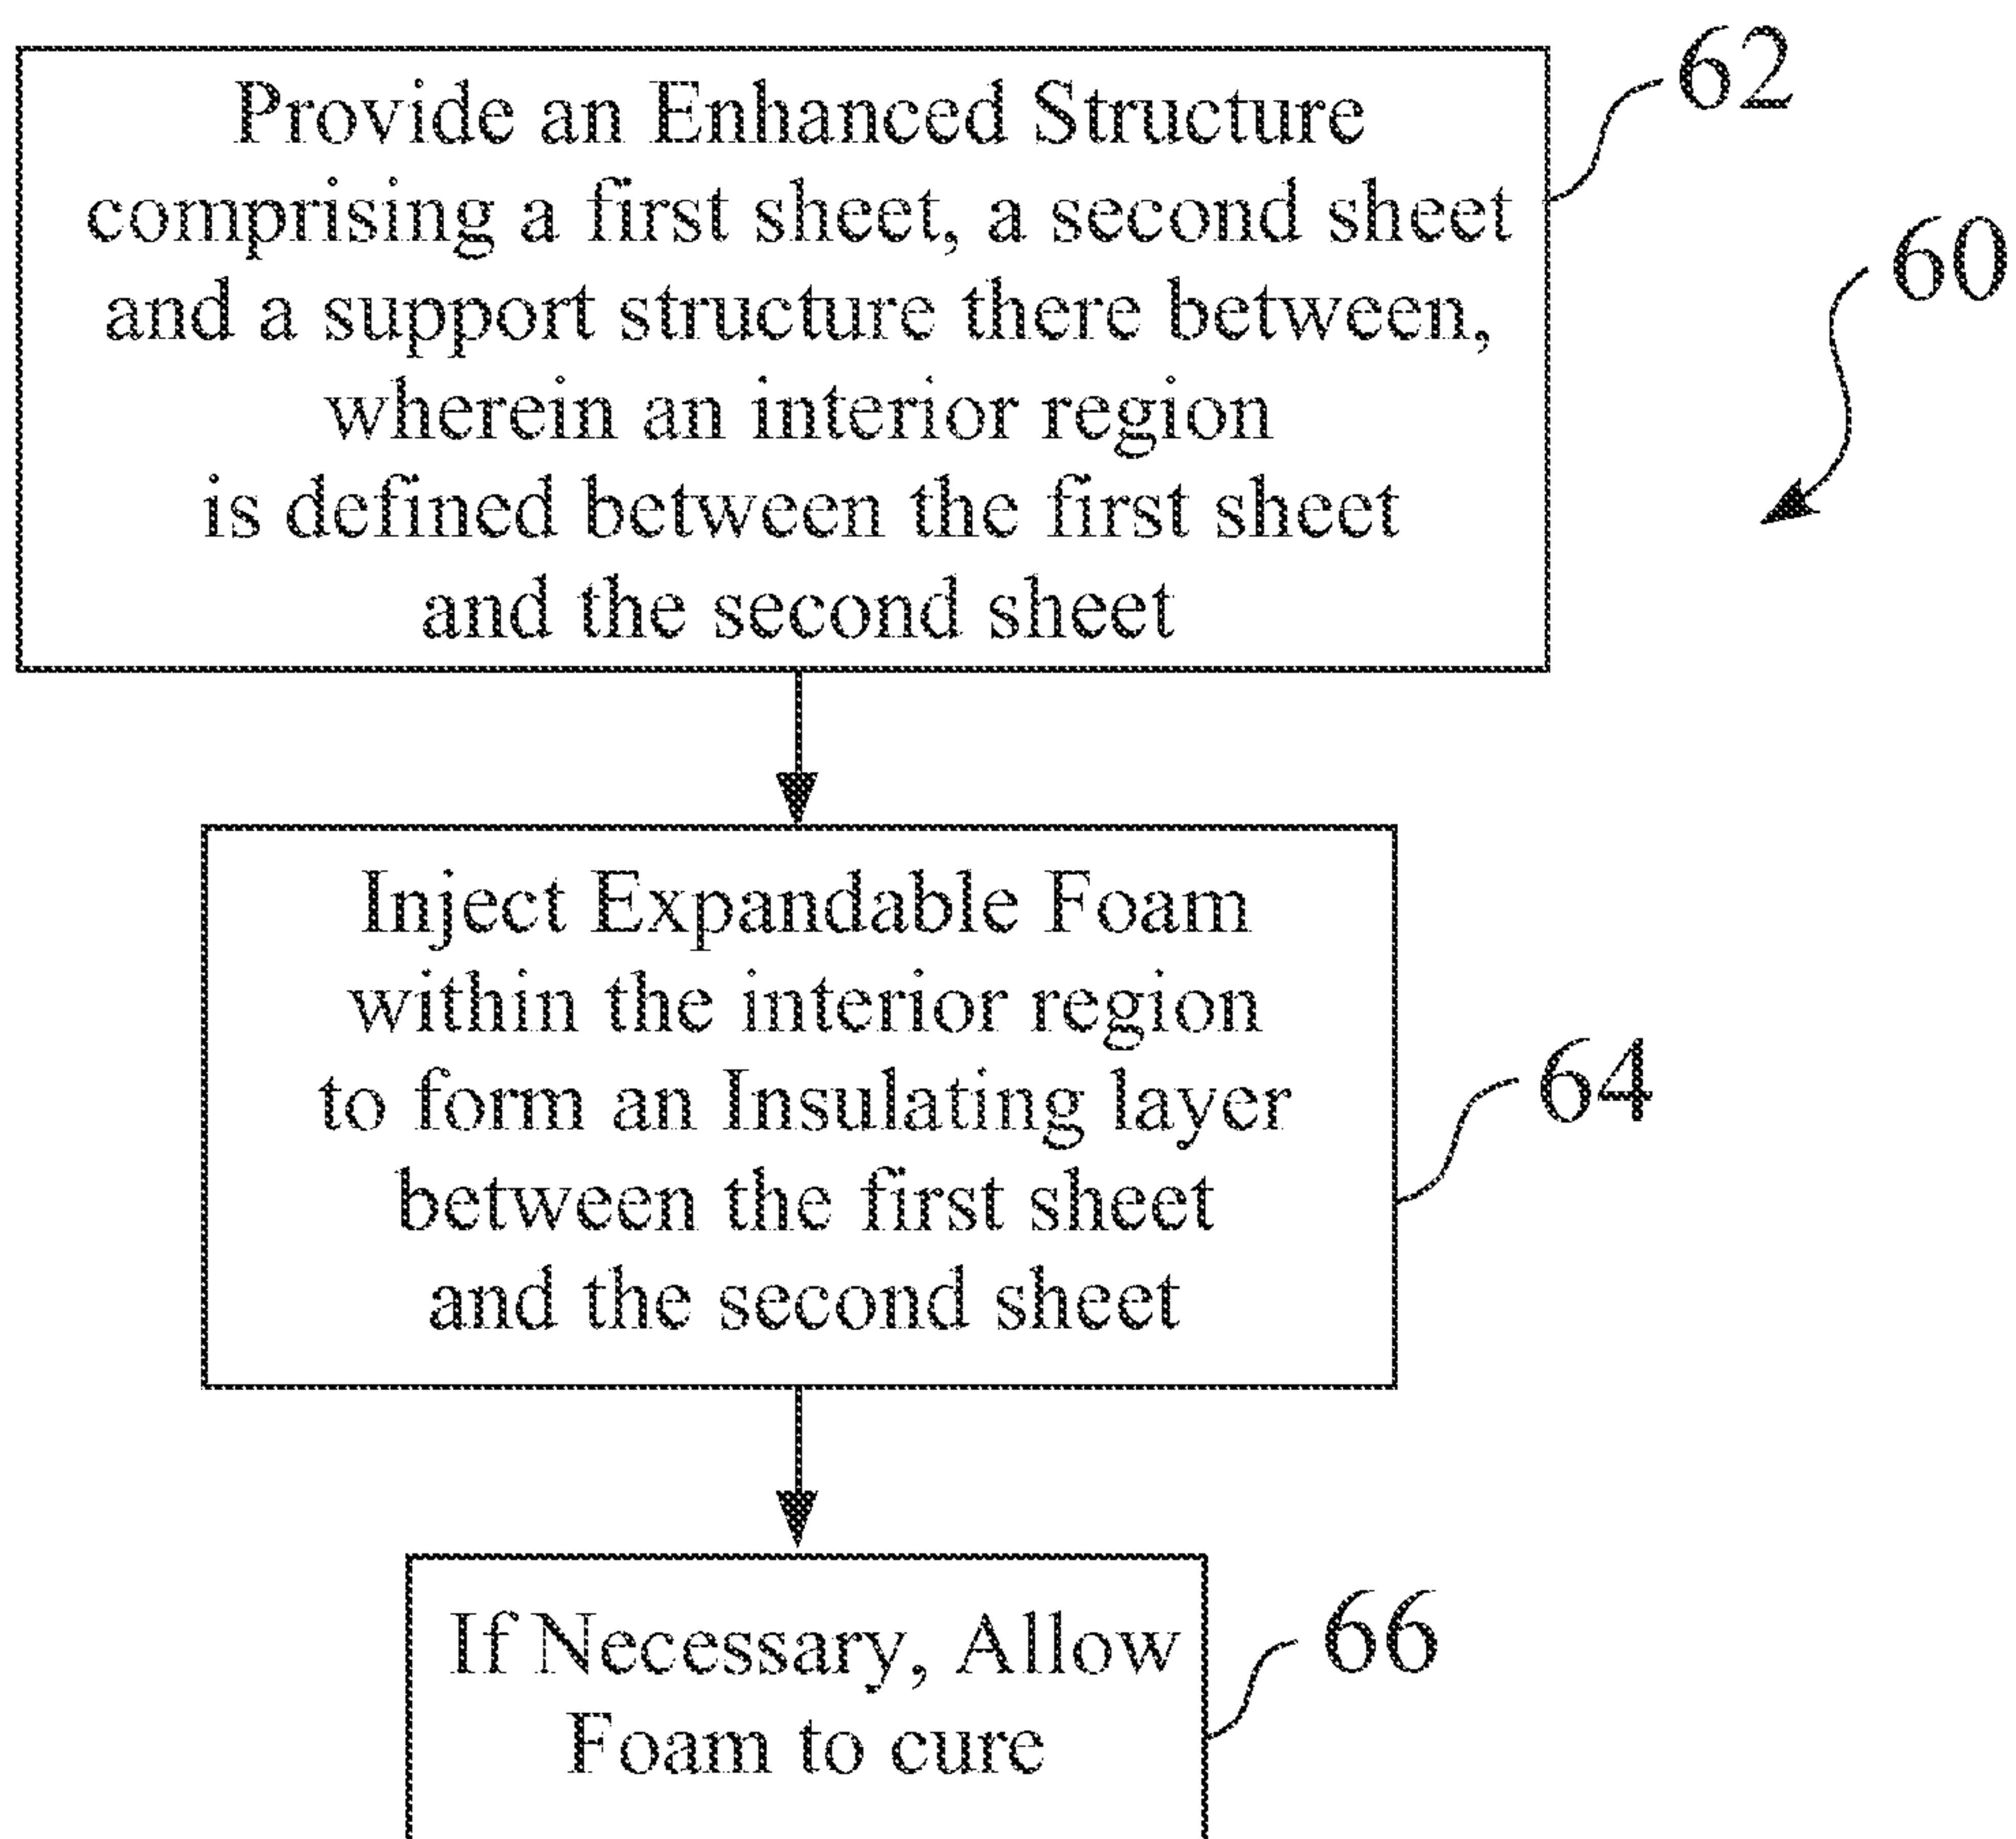 Provide an Enhanced Structure
comprising a first sheet, a second sheet
and a support structure there between,
wherein an interior region
is defined between the first sheet
and the second sheet
62
60
Inject Expandable Foam
within the interior region
to form an Insulating layer
between the first sheet
and the second sheet
64
If Necessary, Allow
Foam to cure
66